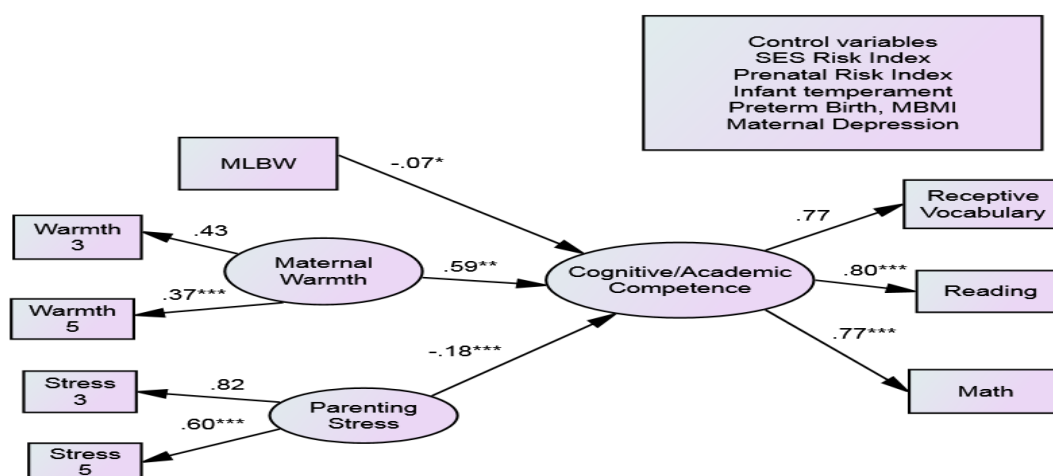 Control variables
SES Risk Index
Prenatal Risk Index
Infant temperament
Preterm Birth, MBMI
Maternal Depression
MLBW
-.07*
Receptive
Vocabulary
.77
Warmth
3
.43
Maternal
Warmth
.59**
Cognitive/Academic
Competence
.80***
Reading
Warmth
5
.37***
.77***
-.18***
Stress
3
.82
Parenting
Stress
Math
.60***
Stress
5